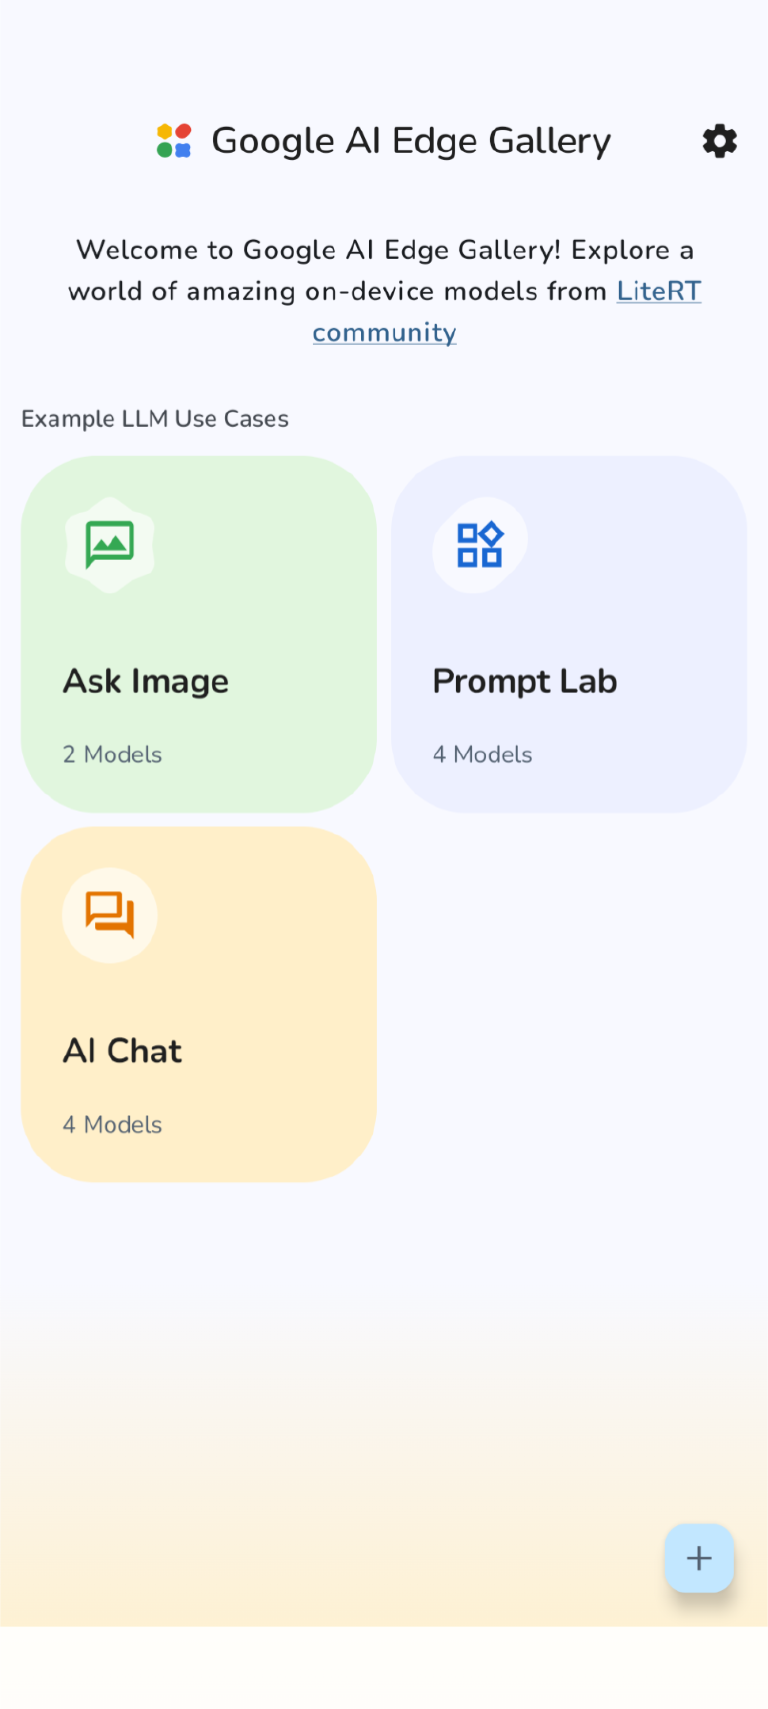 Google AI Edge Gallery
Welcome to Google AI Edge Gallery! Explore a
world of amazing on-device models from LiteRT
community
Example LLM Use Cases
Ask Image
2 Models
Prompt Lab
4 Models
AI Chat
4 Models